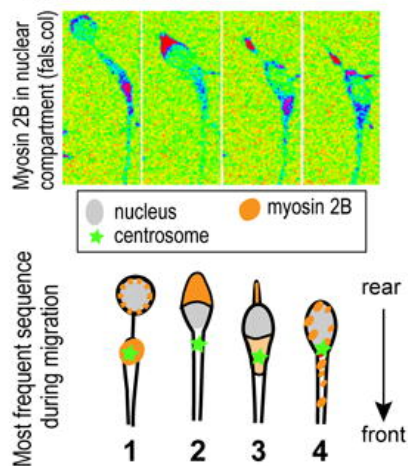 Myosin 2B in nuclear
compartment (fals.col)
nucleus
myosin 2B
centrosome
Most frequent sequence
during migration
rear
front
1 2 3 4